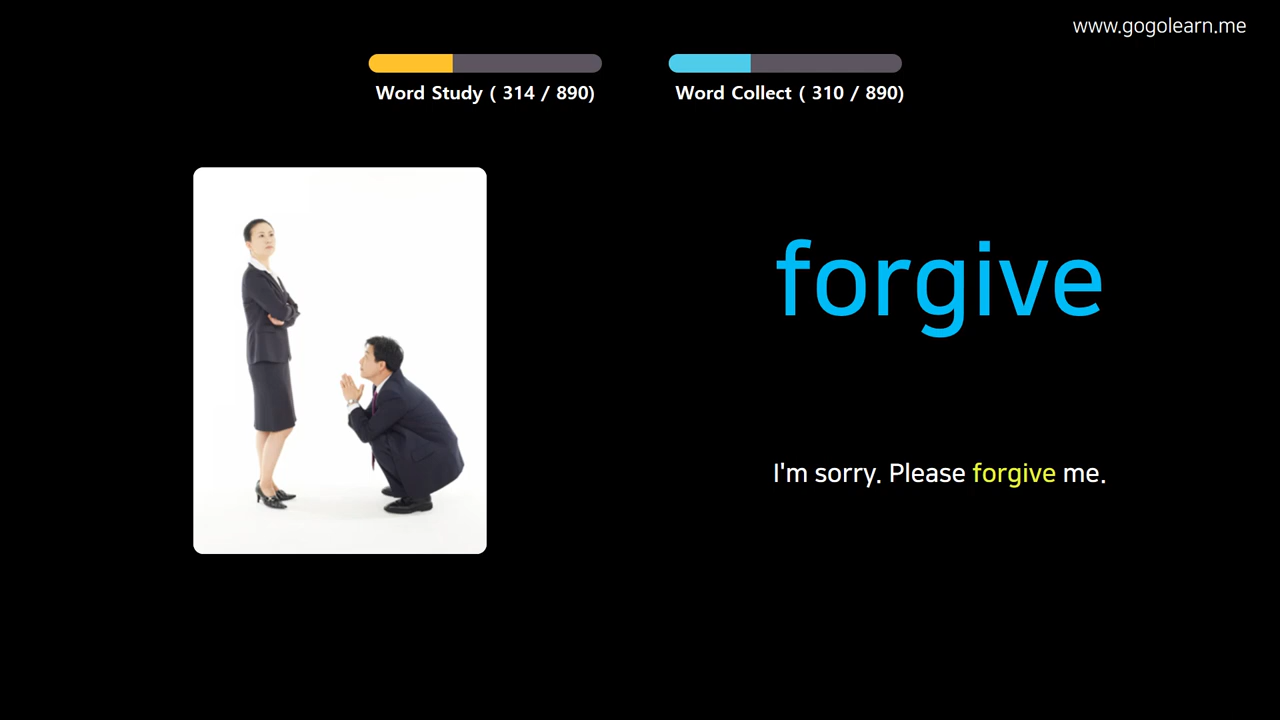 www.gogolearn.me
Word Study ( 314 / 890)
Word Collect ( 310 / 890)
forgive
I'm sorry. Please forgive me.